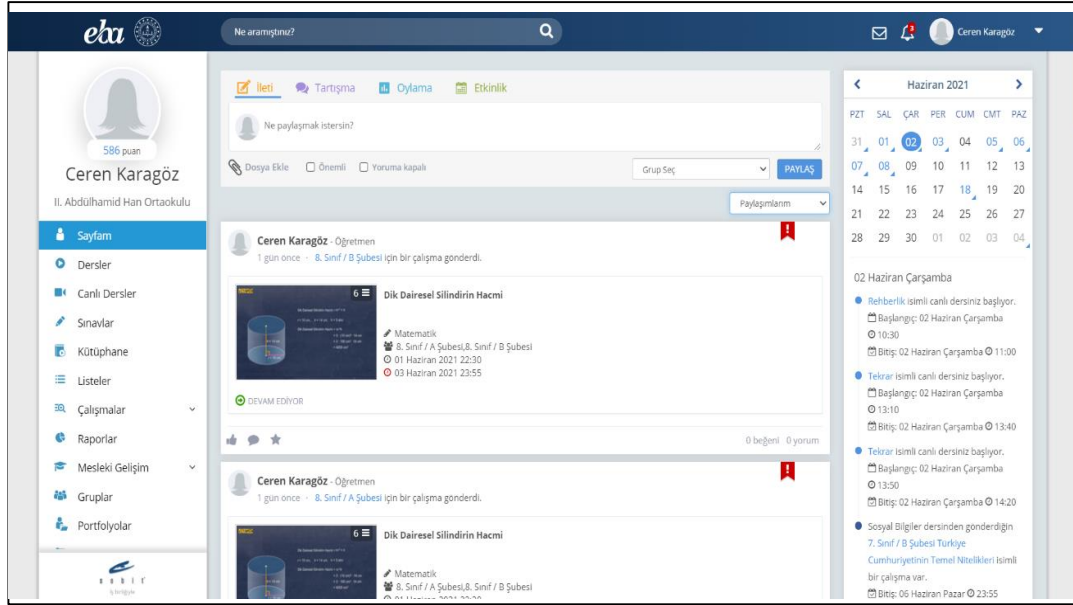 eba
Ne aramıştınız?
3
Ceren Karagöz
586 puan
Ceren Karagöz
II. Abdülhamid Han Ortaokulu
Sayfam
Dersler
Canlı Dersler
Sınavlar
Kütüphane
Listeler
Çalışmalar
Raporlar
Mesleki Gelişim
Gruplar
Portfolyolar
sebit
iş birliğiyle
İleti
Tartışma
Oylama
Etkinlik
Ne paylaşmak istersin?
Dosya Ekle
Önemli
Yoruma kapalı
Grup Seç
PAYLAŞ
Paylaşımlarım
Ceren Karagöz - Öğretmen
1 gün önce - 8. Sınıf / B Şubesi için bir çalışma gönderdi.
6
Dik Dairesel Silindirin Hacmi
Matematik
8. Sınıf / A Şubesi,8. Sınıf / B Şubesi
01 Haziran 2021 22:30
03 Haziran 2021 23:55
DEVAM EDİYOR
0 beğeni 0 yorum
Ceren Karagöz - Öğretmen
1 gün önce - 8. Sınıf / A Şubesi için bir çalışma gönderdi.
6
Dik Dairesel Silindirin Hacmi
Matematik
8. Sınıf / A Şubesi,8. Sınıf / B Şubesi
01 Haziran 2021 22:30
Haziran 2021
PZT SAL ÇAR PER CUM CMT PAZ
31 01 02 03 04 05 06
07 08 09 10 11 12 13
14 15 16 17 18 19 20
21 22 23 24 25 26 27
28 29 30 01 02 03 04
02 Haziran Çarşamba
Rehberlik isimli canlı dersiniz başlıyor.
Başlangıç: 02 Haziran Çarşamba
10:30
Bitiş: 02 Haziran Çarşamba 11:00
Tekrar isimli canlı dersiniz başlıyor.
Başlangıç: 02 Haziran Çarşamba
13:10
Bitiş: 02 Haziran Çarşamba 13:40
Tekrar isimli canlı dersiniz başlıyor.
Başlangıç: 02 Haziran Çarşamba
13:50
Bitiş: 02 Haziran Çarşamba 14:20
Sosyal Bilgiler dersinden gönderdiğin
7. Sınıf / B Şubesi Türkiye
Cumhuriyetinin Temel Nitelikleri isimli
bir çalışma var.
Bitiş: 06 Haziran Pazar 23:55